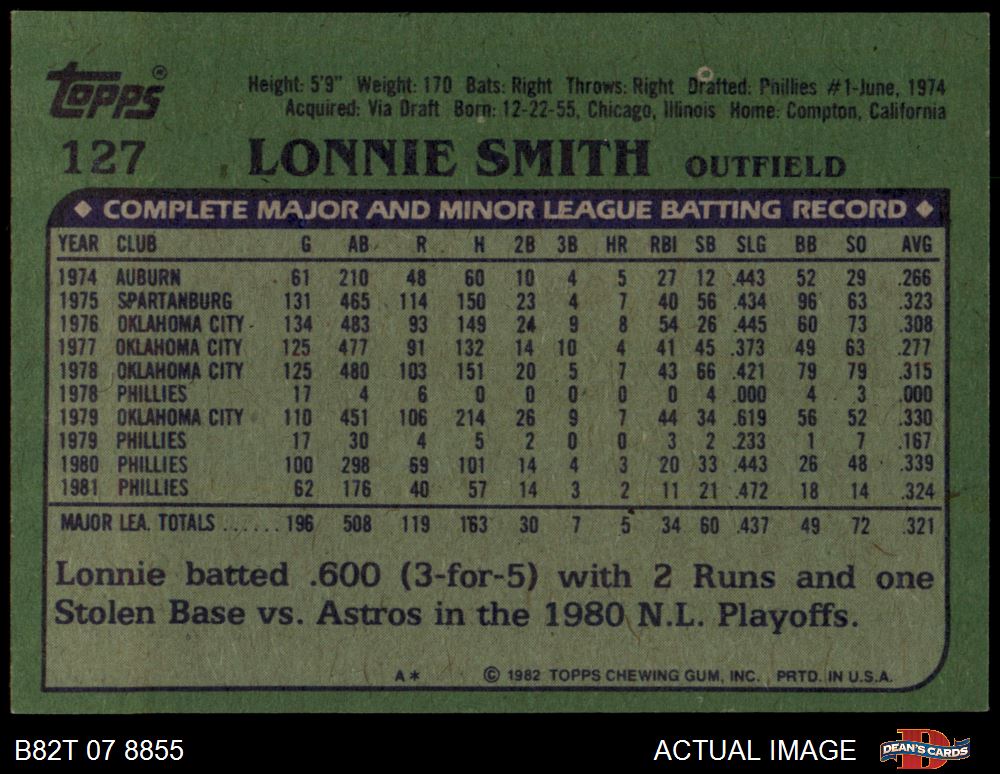 Topps®
Height: 5'9" Weight: 170 Bats: Right Throws: Right Drafted: Phillies #1-June, 1974
Acquired: Via Draft Born: 12-22-55, Chicago, Illinois Home: Compton, California
127 LONNIE SMITH OUTFIELD
◆ COMPLETE MAJOR AND MINOR LEAGUE BATTING RECORD ◆
YEAR CLUB G AB R H 2B 3B HR RBI SB SLG BB SO AVG
1974 AUBURN 61 210 48 60 10 4 5 27 12 .443 52 29 .266
1975 SPARTANBURG 131 465 114 150 23 4 7 40 56 .434 96 63 .323
1976 OKLAHOMA CITY 134 483 93 149 24 9 8 54 26 .445 60 73 .308
1977 OKLAHOMA CITY 125 477 91 132 14 10 4 41 45 .373 49 63 .277
1978 OKLAHOMA CITY 125 480 103 151 20 5 7 43 66 .421 79 79 .315
1978 PHILLIES 17 4 6 0 0 0 0 0 4 .000 4 3 .000
1979 OKLAHOMA CITY 110 451 106 214 26 9 7 44 34 .619 56 52 .330
1979 PHILLIES 17 30 4 5 2 0 0 3 2 .233 1 7 .167
1980 PHILLIES 100 298 69 101 14 4 3 20 33 .443 26 48 .339
1981 PHILLIES 62 176 40 57 14 3 2 11 21 .472 18 14 .324
MAJOR LEA. TOTALS ...... 196 508 119 163 30 7 5 34 60 .437 49 72 .321
Lonnie batted .600 (3-for-5) with 2 Runs and one
Stolen Base vs. Astros in the 1980 N.L. Playoffs.
A* © 1982 TOPPS CHEWING GUM, INC. PRTD. IN U.S.A.
B82T 07 8855 ACTUAL IMAGE DEAN'S CARDS